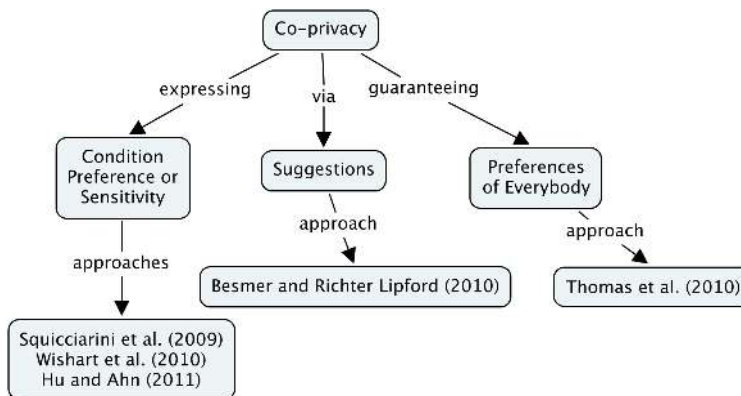 Co-privacy
expressing
via
guaranteeing
Condition
Preference or
Sensitivity
Suggestions
Preferences
of Everybody
approaches
approach
approach
Squicciarini et al. (2009)
Wishart et al. (2010)
Hu and Ahn (2011)
Besmer and Richter Lipford (2010)
Thomas et al. (2010)